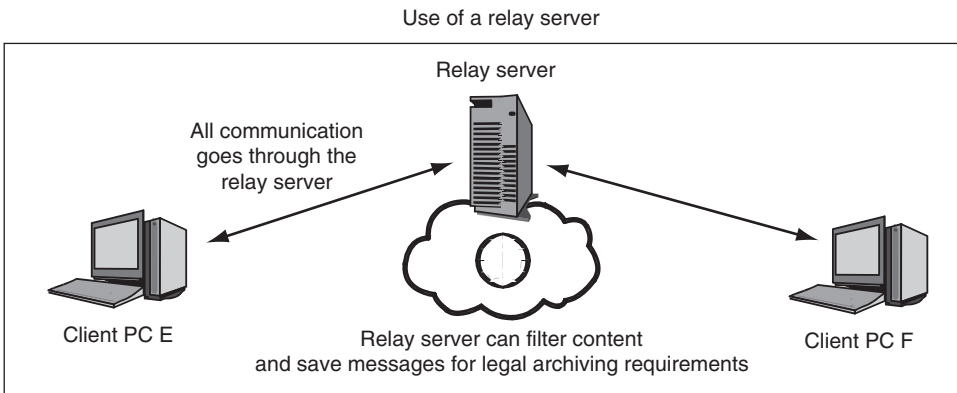 Use of a relay server
Relay server
All communication
goes through the
relay server
Client PC E
Relay server can filter content
and save messages for legal archiving requirements
Client PC F